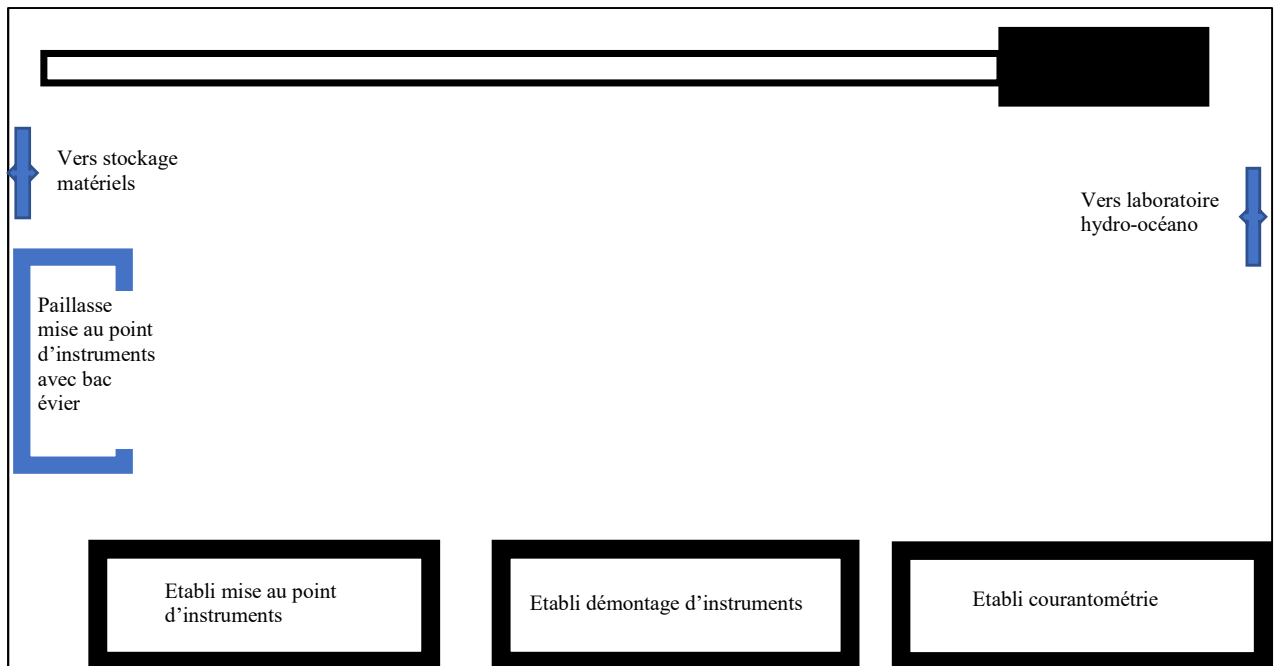 Vers stockage
matériels
Vers laboratoire
hydro-océano
Paillasse
mise au point
d’instruments
avec bac
évier
Etabli mise au point
d’instruments
Etabli démontage d’instruments
Etabli courantométrie